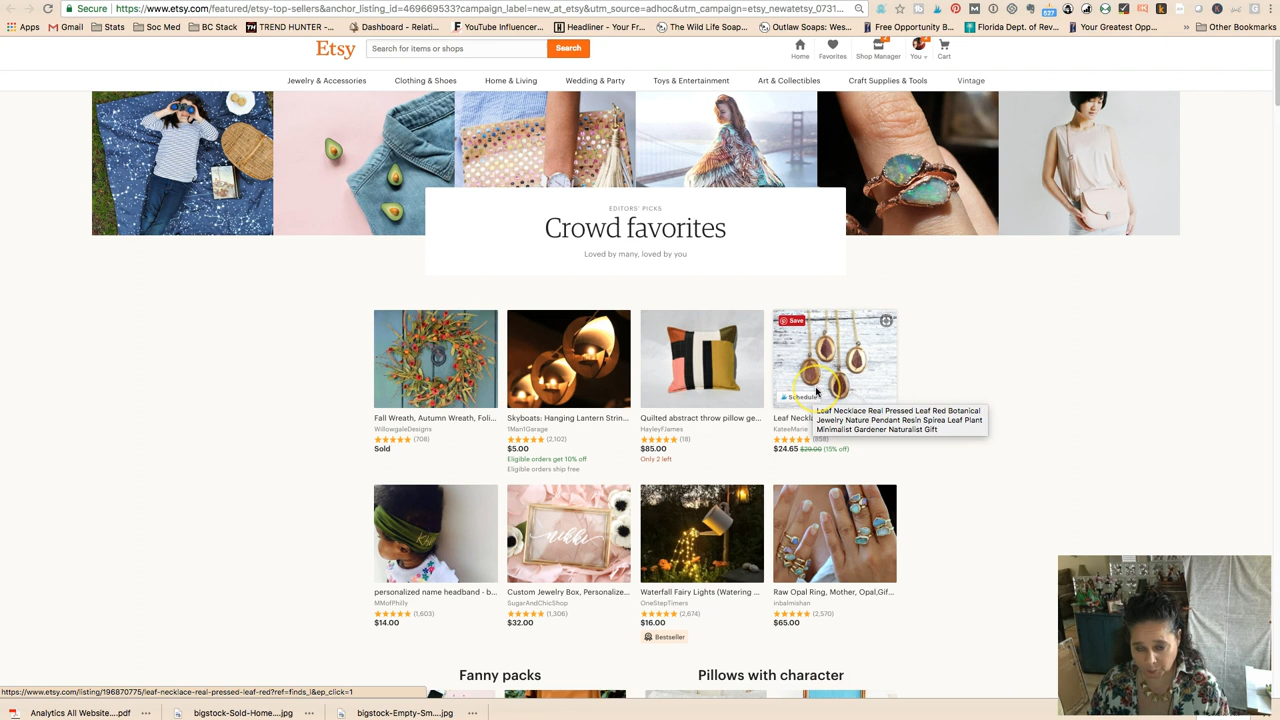 Secure https://www.etsy.com/featured/etsy-top-sellers&anchor_listing_id=469669533?campaign_label=new_at_etsy&utm_source=adhoc&utm_campaign=etsy_newatetsy_0731...
Apps Gmail Stats Soc Med BC Stack TREND HUNTER -... Dashboard - Relatio... YouTube Influencer... Headliner - Your Fr... The Wild Life Soap... Outlaw Soaps: Wes... Free Opportunity B... Florida Dept. of Rev... Your Greatest Opp... » Other Bookmarks
Etsy Search for items or shops Search Home Favorites Shop Manager You Cart
Jewelry & Accessories Clothing & Shoes Home & Living Wedding & Party Toys & Entertainment Art & Collectibles Craft Supplies & Tools Vintage
EDITORS' PICKS
Crowd favorites
Loved by many, loved by you
Save
Schedule
Fall Wreath, Autumn Wreath, Foli... Skyboats: Hanging Lantern Strin... Quilted abstract throw pillow ge... Leaf Neckl
WillowgaleDesigns 1Man1Garage HayleyFJames KateeMarie
(708) (2,102) (18) (658)
Sold $5.00 $85.00 $24.65 $29.00 (15% off)
Eligible orders get 10% off Only 2 left
Eligible orders ship free
Leaf Necklace Real Pressed Leaf Red Botanical
Jewelry Nature Pendant Resin Spirea Leaf Plant
Minimalist Gardener Naturalist Gift
nikki
personalized name headband - b... Custom Jewelry Box, Personalize... Waterfall Fairy Lights (Watering ... Raw Opal Ring, Mother, Opal,Gif...
MMofPhilly SugarAndChicShop OneStepTimers inbalmishan
(1,603) (1,306) (2,674) (2,570)
$14.00 $32.00 $16.00 $65.00
Bestseller
Fanny packs Pillows with character
https://www.etsy.com/listing/196870775/leaf-necklace-real-pressed-leaf-red?ref=finds_l&ep_click=1
Analytics All Website....pdf bigstock-Sold-Home....jpg bigstock-Empty-Sm....jpg